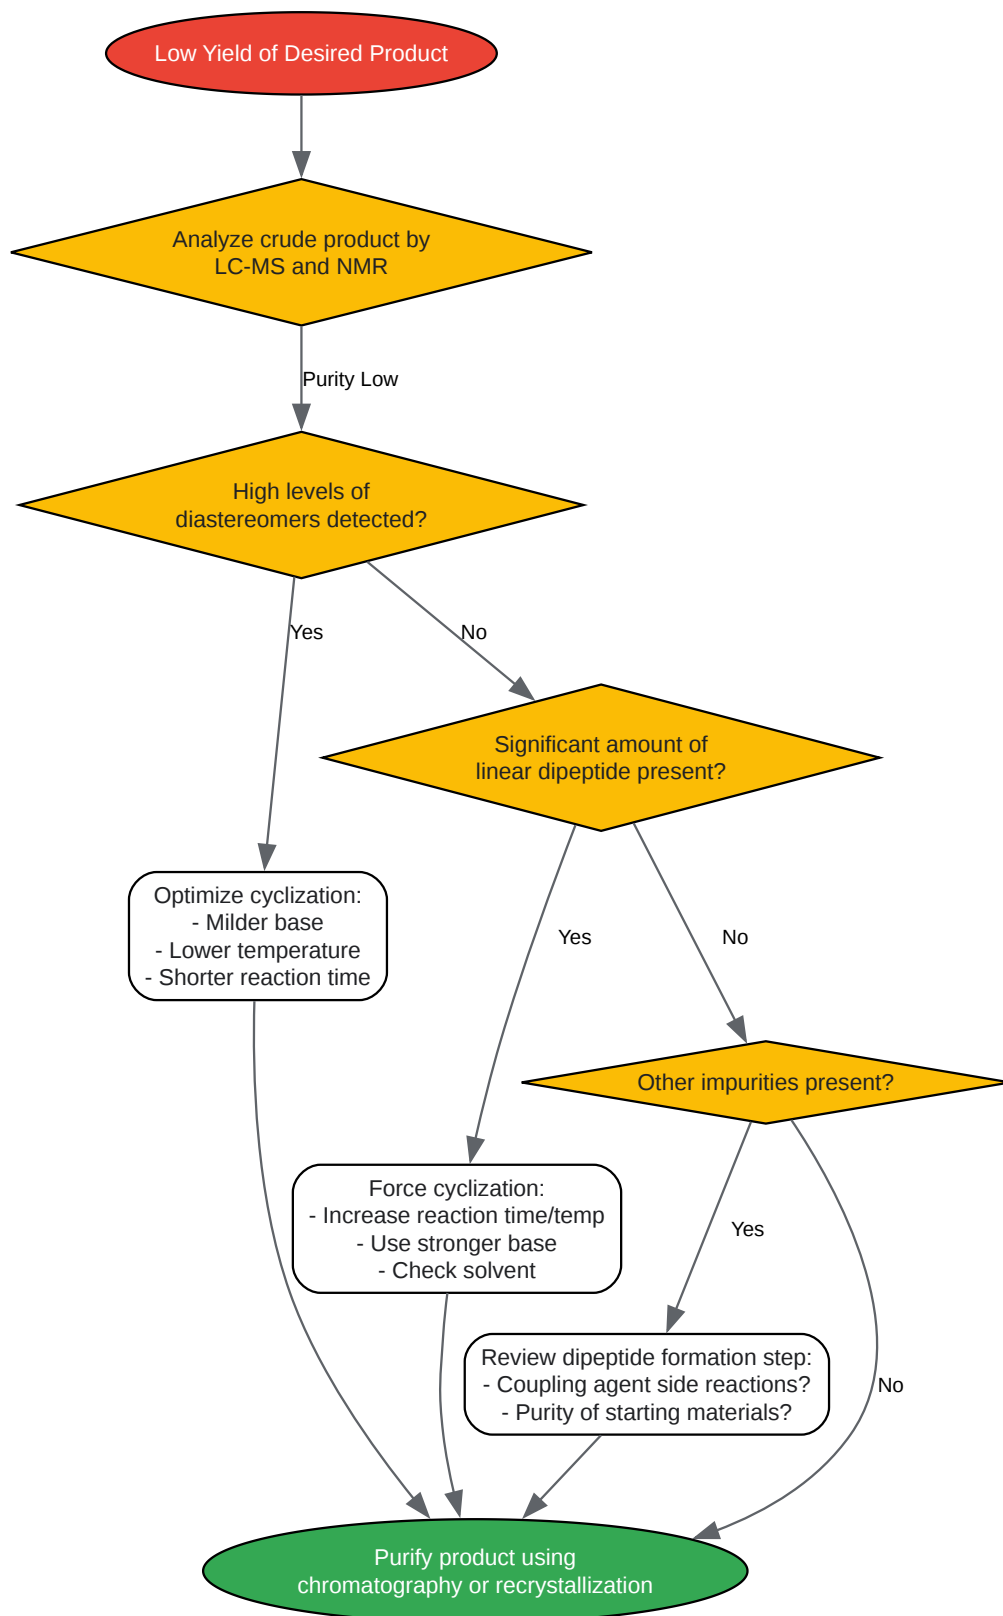 Low Yield of Desired Product
Analyze crude product by
LC-MS and NMR
Purity Low
High levels of
diastereomers detected?
Yes
No
Significant amount of
linear dipeptide present?
Optimize cyclization:
- Milder base
- Lower temperature
- Shorter reaction time
Yes
No
Other impurities present?
Force cyclization:
- Increase reaction time/temp
- Use stronger base
- Check solvent
Yes
Review dipeptide formation step:
- Coupling agent side reactions?
- Purity of starting materials?
No
Purify product using
chromatography or recrystallization